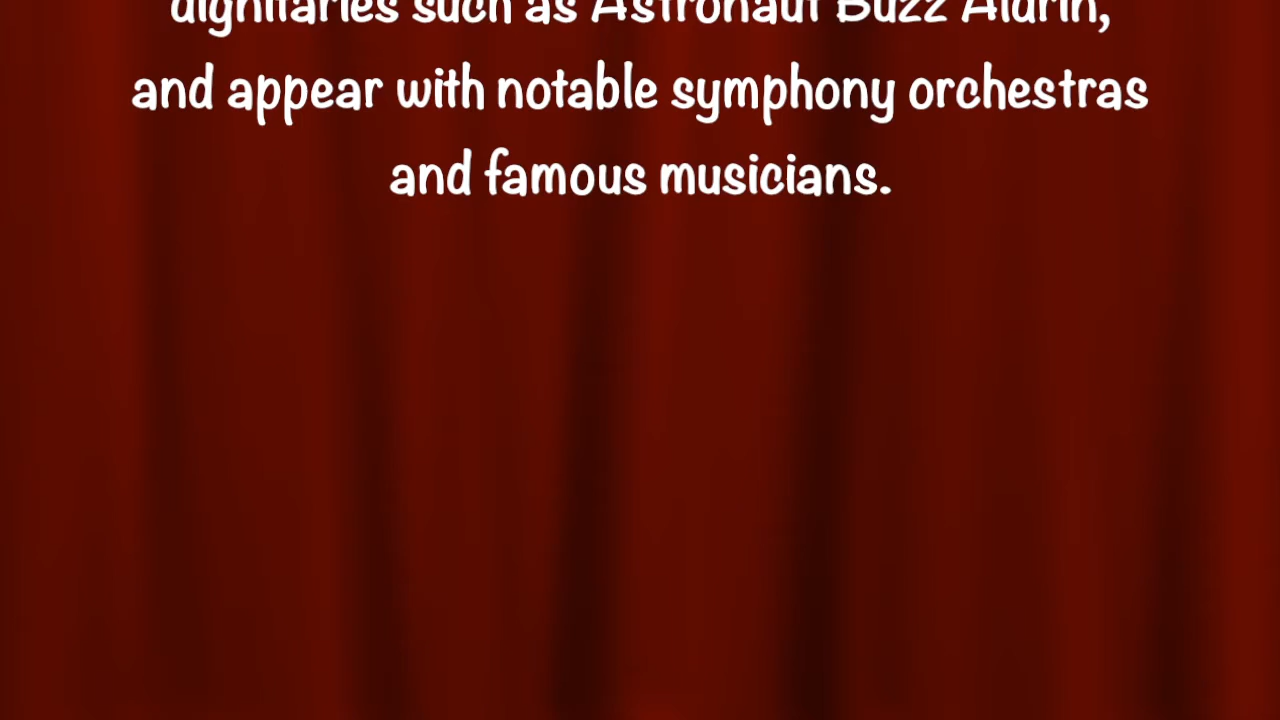 dignitaries such as Astronaut Buzz Aldrin,
and appear with notable symphony orchestras
and famous musicians.